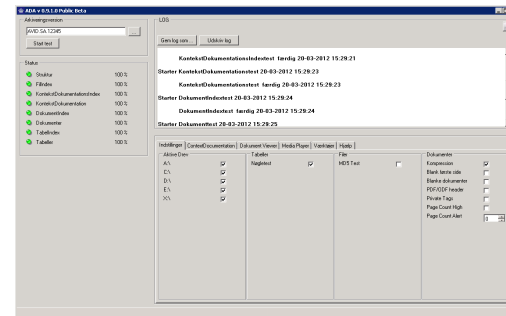 ADA v 0.9.1.0 Public Beta
Arkiveringsversion
AVID.SA.12345
...
Start test
Status
Struktur 100 %
Filindex 100 %
KontekstDokumentationsIndex 100 %
KontekstDokumentation 100 %
Dokumentindex 100 %
Dokumenter 100 %
Tabelindex 100 %
Tabeller 100 %
LOG
Gem log som...
Udskriv log
KontekstDokumentationsIndextest færdig 20-03-2012 15:29:21
Starter KontekstDokumentationstest 20-03-2012 15:29:23
KontekstDokumentationstest færdig 20-03-2012 15:29:23
Starter DokumentIndextest 20-03-2012 15:29:24
DokumentIndextest færdig 20-03-2012 15:29:24
Starter Dokumenttest 20-03-2012 15:29:25
Indstillinger ContextDocumentation Dokument Viewer Media Player Værktøjer Hjælp
Aktive Drev
A:\
C:\
D:\
E:\
X:\
Tabeller
Nøgletest
Filer
MD5 Test
Dokumenter
Kompression
Blank første side
Blanke dokumenter
PDF/ODF header
Private Tags
Page Count High
Page Count Alert 0